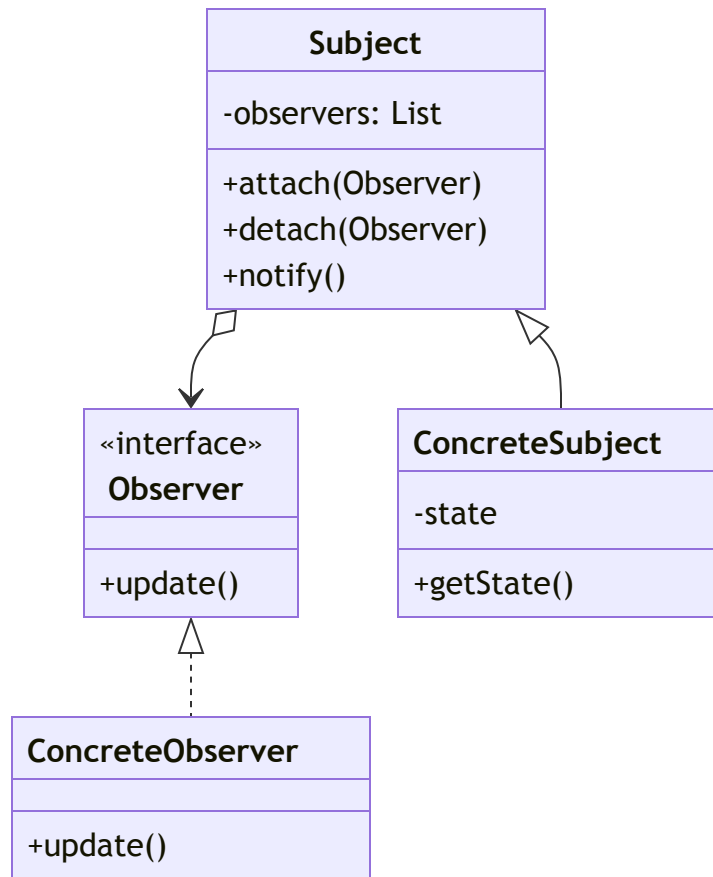 Subject
-observers: List
+attach(Observer)
+detach(Observer)
+notify()
«interface»
Observer
+update()
ConcreteSubject
-state
+getState()
ConcreteObserver
+update()